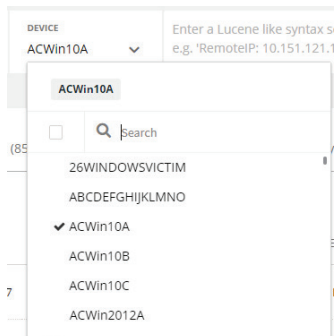 DEVICE
ACWin10A
Enter a Lucene like syntax s
e.g. 'RemoteIP: 10.151.121.1
ACWin10A
Search
(85
26WINDOWSVICTIM
ABCDEFGHIJKLMNO
ACWin10A
ACWin10B
ACWin10C
7
ACWin2012A